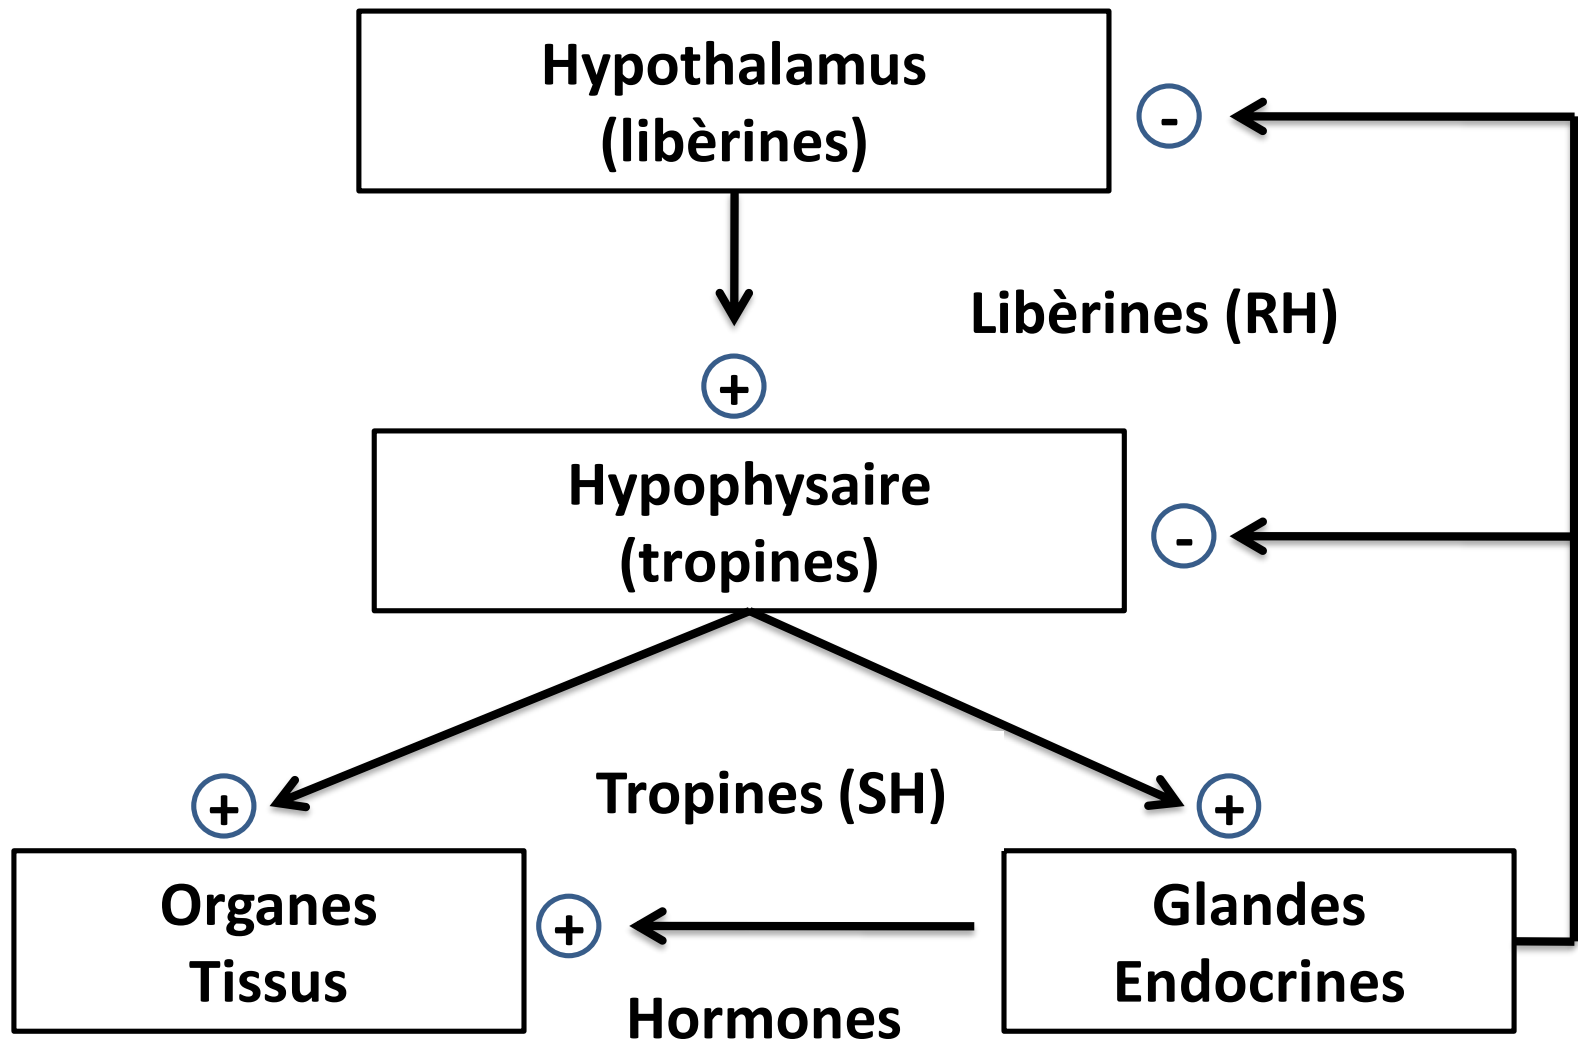 Hypothalamus
(libèrines)
-
Libèrines (RH)
+
Hypophysaire
(tropines)
-
Tropines (SH)
+
+
Organes
Tissus
+
Glandes
Endocrines
Hormones